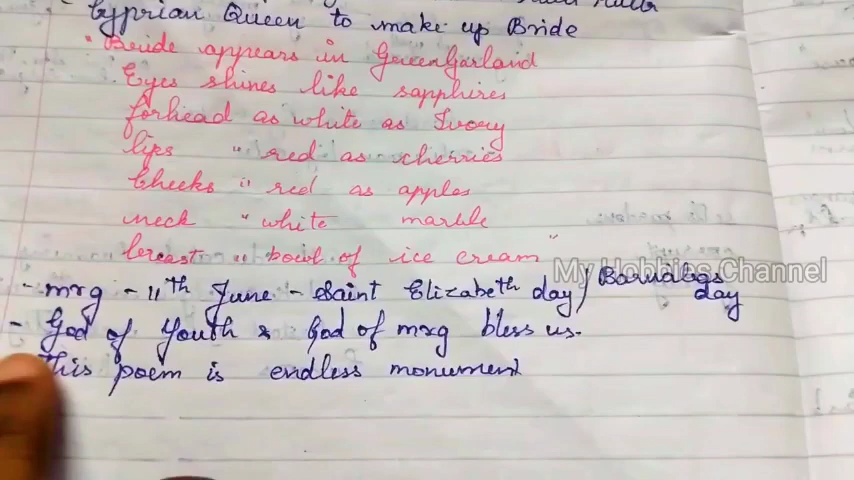 Cyprian Queen to make up Bride
" Bride appears in Green Garland
Eyes shines like sapphires
forhead as white as Ivory
lips " red as cherries
Cheeks " red as apples
neck " white marble
breast " bowl of ice cream "
My Hobbies Channel
- mrg - 11th June - Saint Elizabeth day / Barnabas day
- God of Youth & God of mrg bless us.
This poem is endless monument